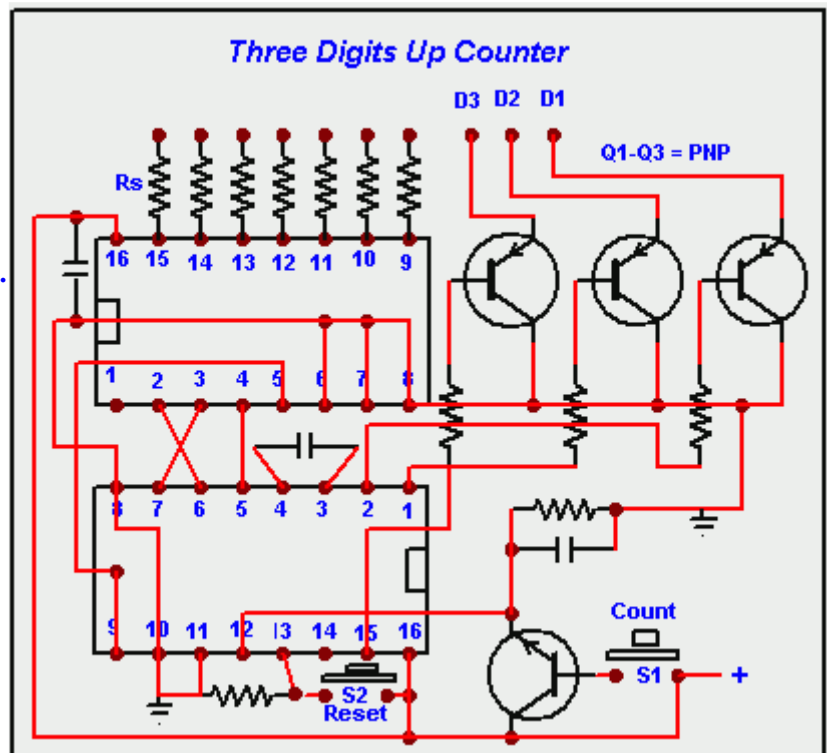 Three Digits Up Counter
D3 D2 D1
Q1-Q3 = PNP
Rs
16 15 14 13 12 11 10 9
1 2 3 4 5 6 7 8
8 7 6 5 4 3 2 1
9 10 11 12 13 14 15 16
Count
S1 +
S2
Reset